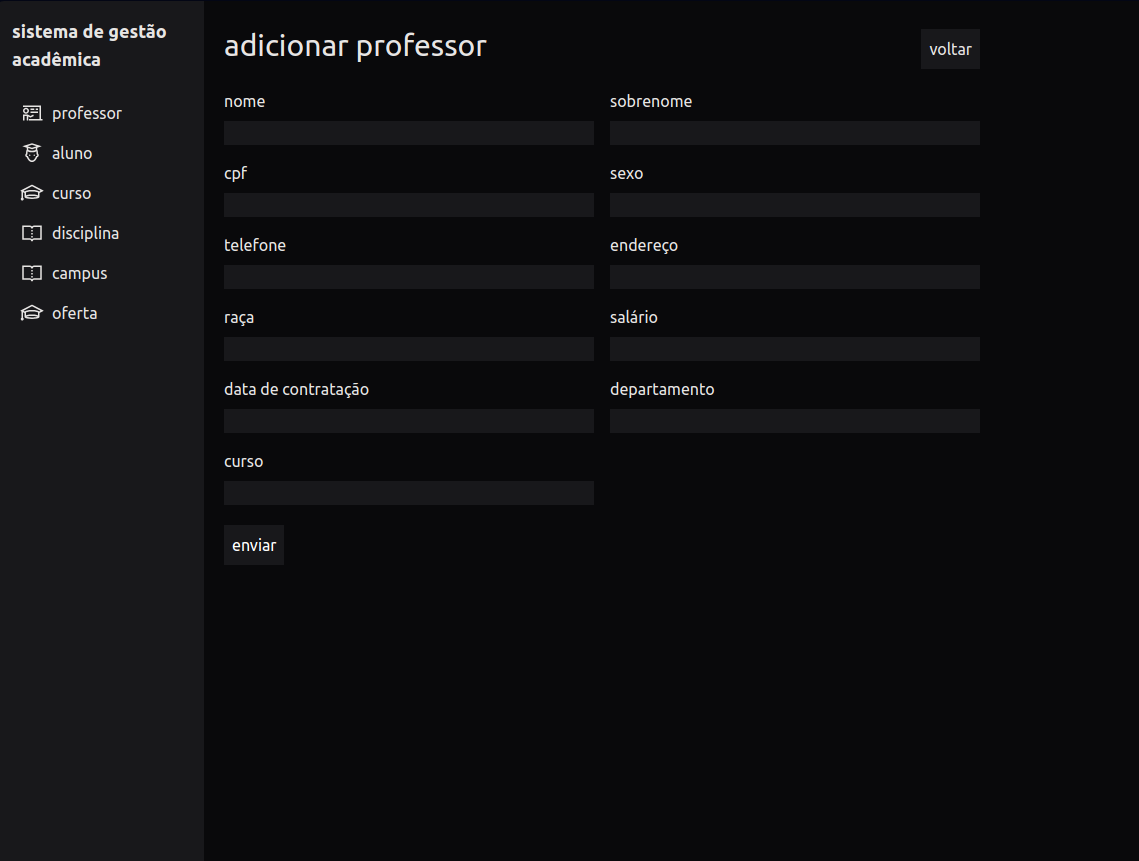 sistema de gestão
acadêmica
professor
aluno
curso
disciplina
campus
oferta
adicionar professor
voltar
nome
sobrenome
cpf
sexo
telefone
endereço
raça
salário
data de contratação
departamento
curso
enviar